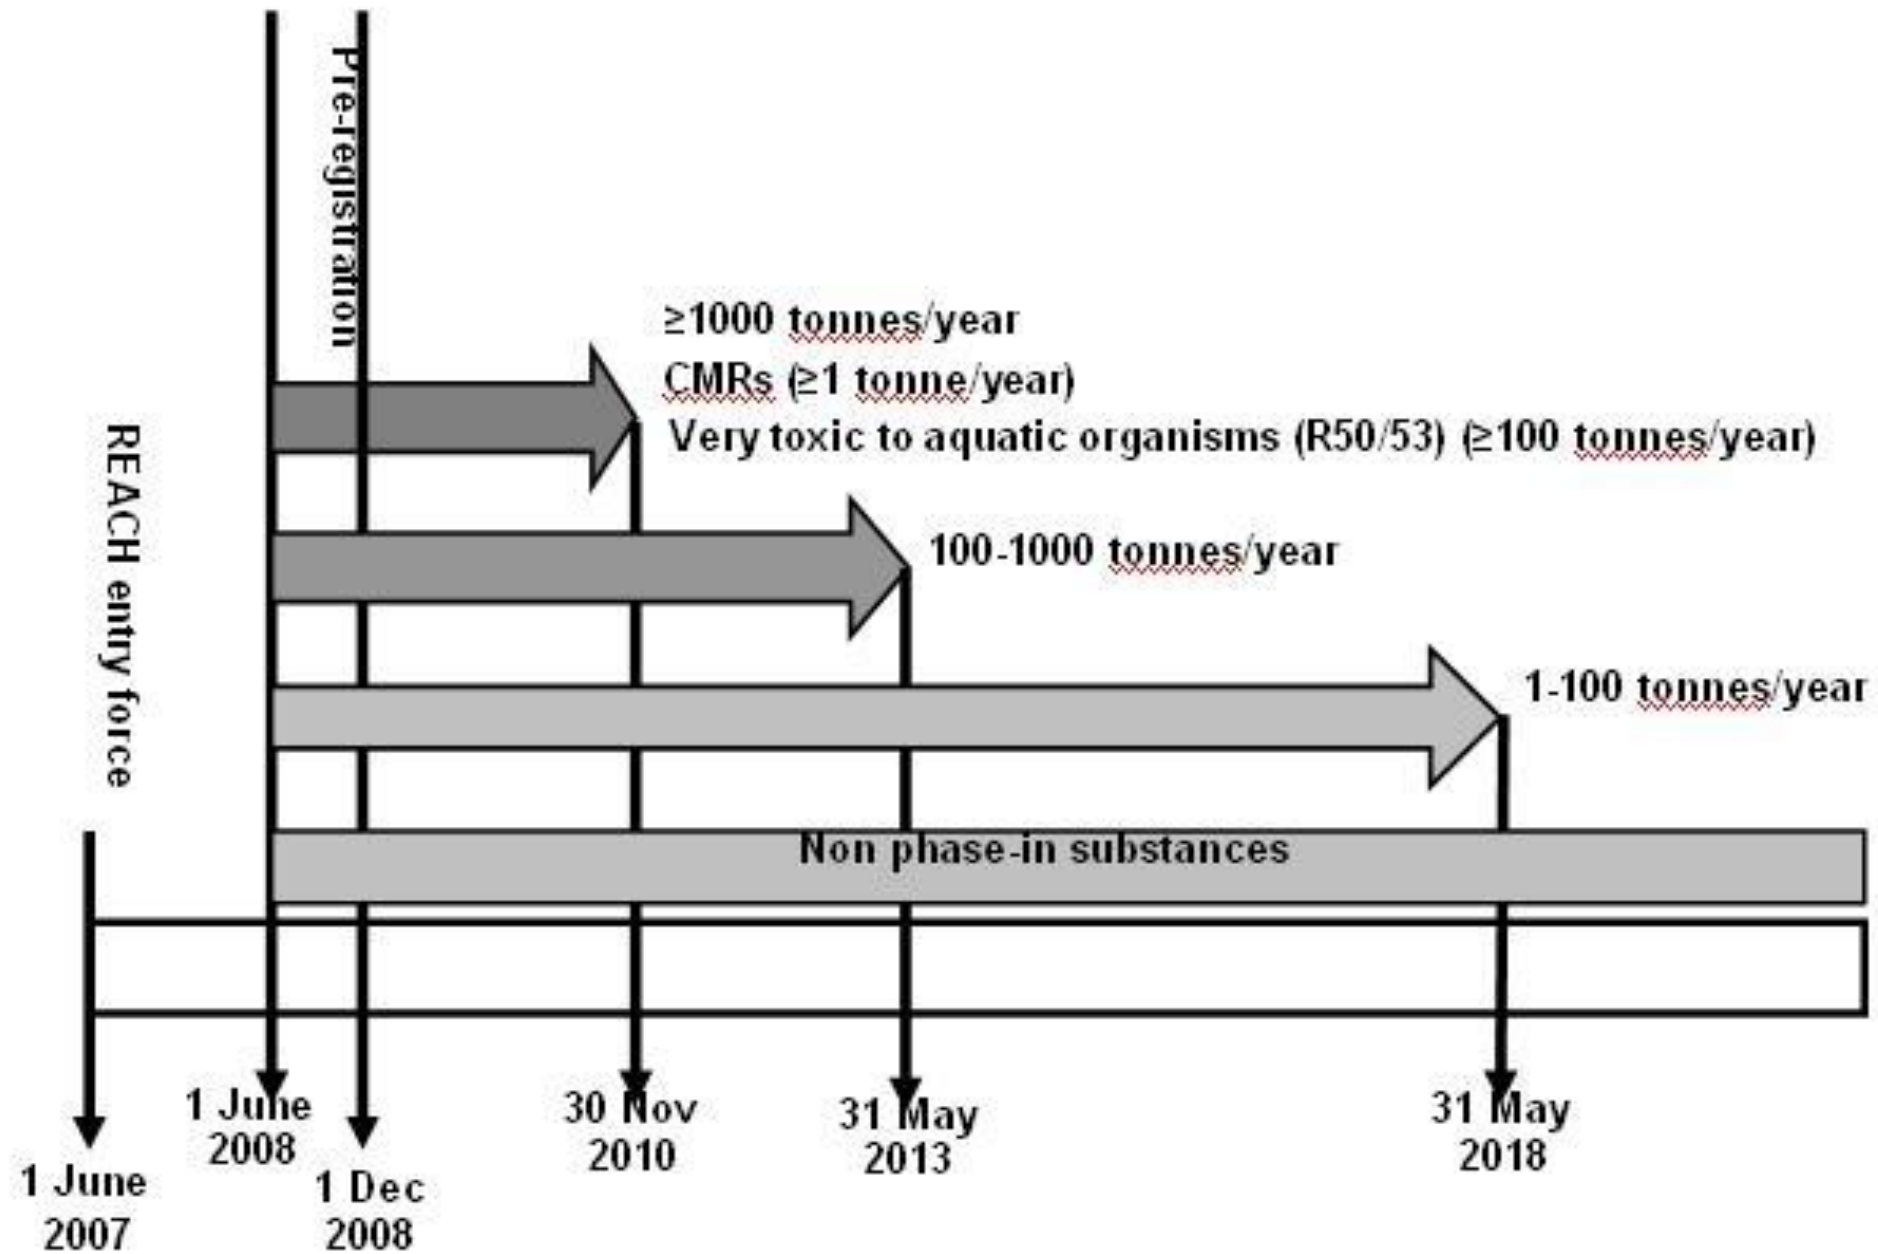 Pre-registration
≥1000 tonnes/year
CMRs (≥1 tonne/year)
Very toxic to aquatic organisms (R50/53) (≥100 tonnes/year)
REACH entry force
100-1000 tonnes/year
1-100 tonnes/year
Non phase-in substances
1 June
2008
30 Nov
2010
31 May
2013
31 May
2018
1 June
2007
1 Dec
2008